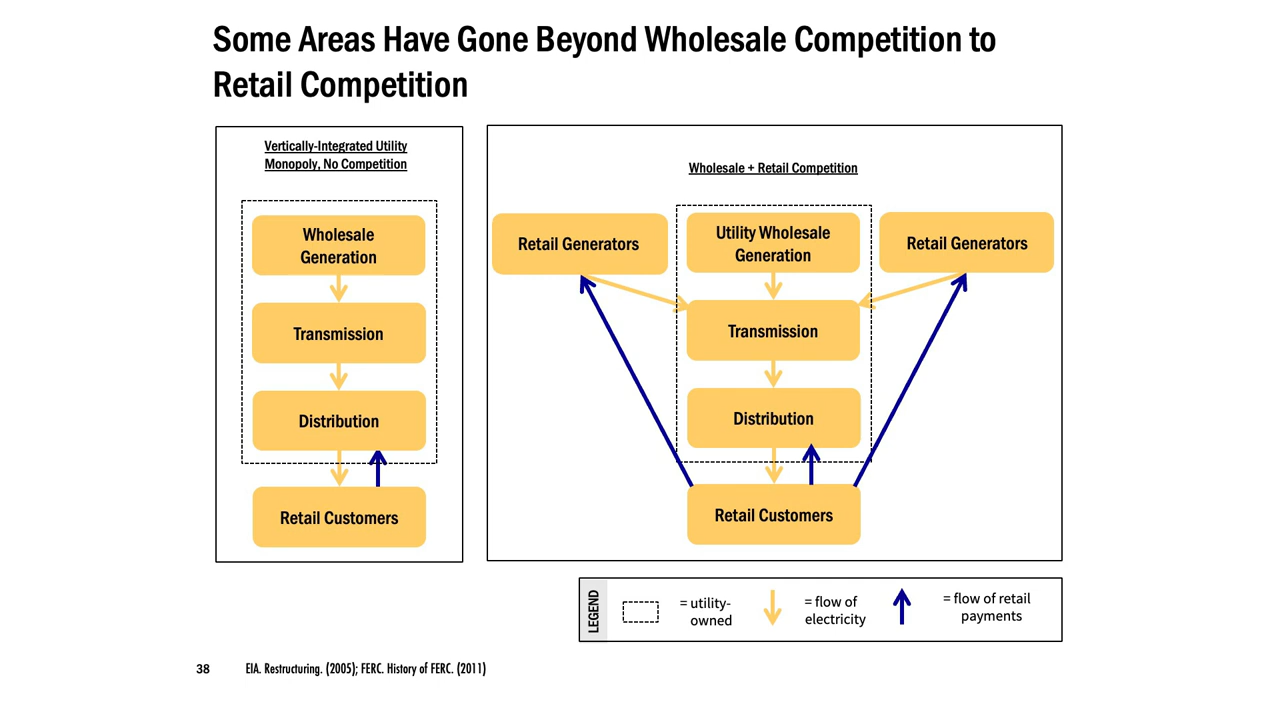 Some Areas Have Gone Beyond Wholesale Competition to
Retail Competition
Vertically-Integrated Utility
Monopoly, No Competition
Wholesale
Generation
Transmission
Distribution
Retail Customers
Wholesale + Retail Competition
Retail Generators
Utility Wholesale
Generation
Retail Generators
Transmission
Distribution
Retail Customers
LEGEND
= utility-
owned
= flow of
electricity
= flow of retail
payments
38
EIA. Restructuring. (2005); FERC. History of FERC. (2011)